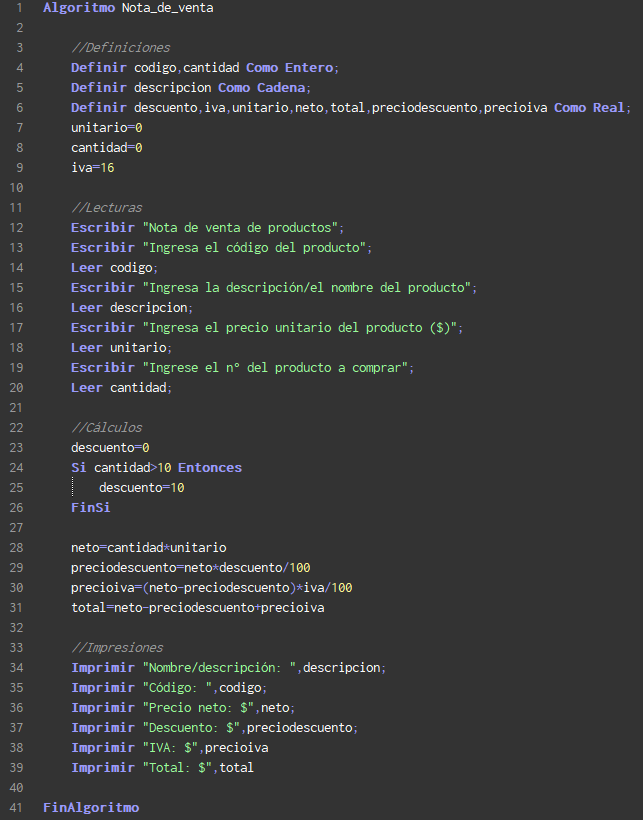 1 Algoritmo Nota_de_venta
2
3 //Definiciones
4 Definir codigo,cantidad Como Entero;
5 Definir descripcion Como Cadena;
6 Definir descuento,iva,unitario,neto,total,preciodescuento,precioiva Como Real;
7 unitario=0
8 cantidad=0
9 iva=16
10
11 //Lecturas
12 Escribir "Nota de venta de productos";
13 Escribir "Ingresa el código del producto";
14 Leer codigo;
15 Escribir "Ingresa la descripción/el nombre del producto";
16 Leer descripcion;
17 Escribir "Ingresa el precio unitario del producto ($)";
18 Leer unitario;
19 Escribir "Ingrese el n° del producto a comprar";
20 Leer cantidad;
21
22 //Cálculos
23 descuento=0
24 Si cantidad>10 Entonces
25 descuento=10
26 FinSi
27
28 neto=cantidad*unitario
29 preciodescuento=neto*descuento/100
30 precioiva=(neto-preciodescuento)*iva/100
31 total=neto-preciodescuento+precioiva
32
33 //Impresiones
34 Imprimir "Nombre/descripción: ",descripcion;
35 Imprimir "Código: ",codigo;
36 Imprimir "Precio neto: $",neto;
37 Imprimir "Descuento: $",preciodescuento;
38 Imprimir "IVA: $",precioiva
39 Imprimir "Total: $",total
40
41 FinAlgoritmo